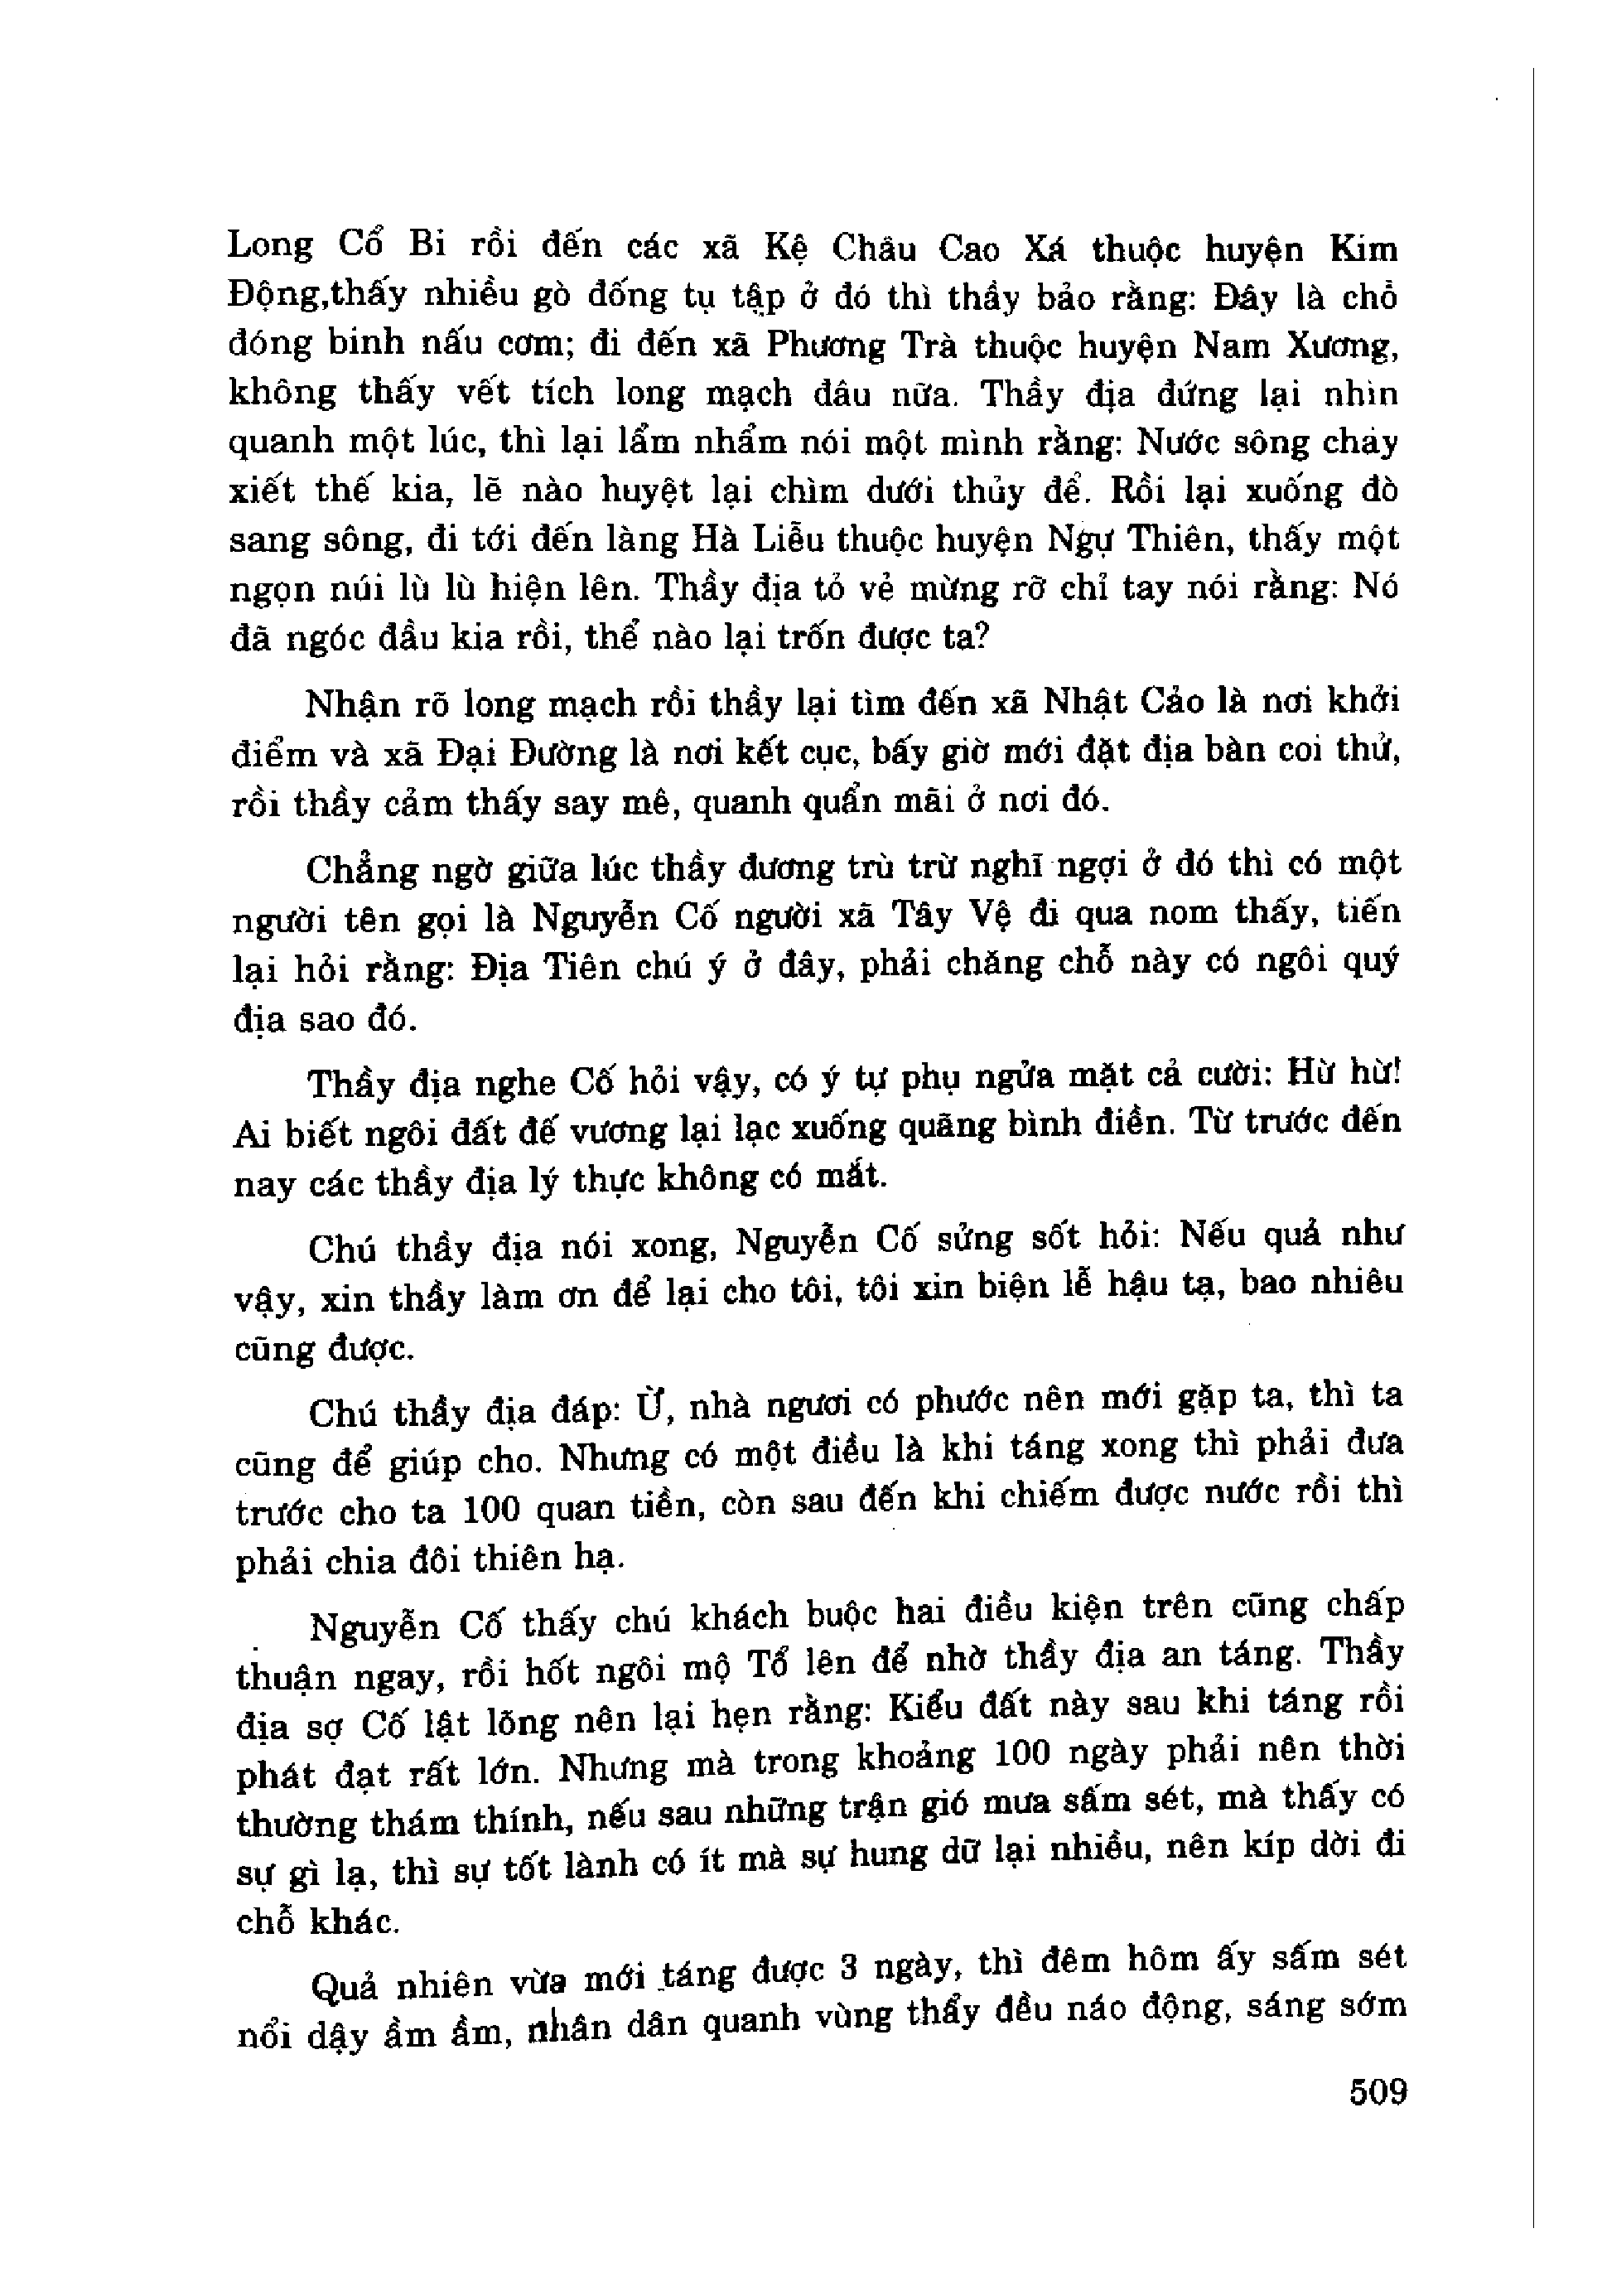 Long Cổ Bi rồi đến các xã Kệ Châu Cao Xá thuộc huyện Kim
Động,thấy nhiều gò đống tụ tập ở đó thì thầy bảo rằng: Đây là chỗ
đóng binh nấu cơm; đi đến xã Phương Trà thuộc huyện Nam Xương,
không thấy vết tích long mạch đâu nữa. Thầy địa đứng lại nhìn
quanh một lúc, thì lại lẩm nhẩm nói một mình rằng: Nước sông chảy
xiết thế kia, lẽ nào huyệt lại chìm dưới thủy để. Rồi lại xuống đò
sang sông, đi tới đến làng Hà Liễu thuộc huyện Ngự Thiên, thấy một
ngọn núi lù lù hiện lên. Thầy địa tỏ vẻ mừng rỡ chỉ tay nói rằng: Nó
đã ngóc đầu kia rồi, thể nào lại trốn được ta?
Nhận rõ long mạch rồi thầy lại tìm đến xã Nhật Cảo là nơi khởi
điểm và xã Đại Đường là nơi kết cục, bấy giờ mới đặt địa bàn coi thử,
rồi thầy cảm thấy say mê, quanh quẩn mãi ở nơi đó.
Chẳng ngờ giữa lúc thầy đương trù trừ nghĩ ngợi ở đó thì có một
người tên gọi là Nguyễn Cố người xã Tây Vệ đi qua nom thấy, tiến
lại hỏi rằng: Địa Tiên chú ý ở đây, phải chăng chỗ này có ngôi quý
địa sao đó.
Thầy địa nghe Cố hỏi vậy, có ý tự phụ ngửa mặt cả cười: Hừ hừ!
Ai biết ngôi đất đế vương lại lạc xuống quãng bình điền. Từ trước đến
nay các thầy địa lý thực không có mắt.
Chú thầy địa nói xong, Nguyễn Cố sửng sốt hỏi: Nếu quả như
vậy, xin thầy làm ơn để lại cho tôi, tôi xin biện lễ hậu tạ, bao nhiêu
cũng được.
Chú thầy địa đáp: Ừ, nhà ngươi có phước nên mới gặp ta, thì ta
cũng để giúp cho. Nhưng có một điều là khi táng xong thì phải đưa
trước cho ta 100 quan tiền, còn sau đến khi chiếm được nước rồi thì
phải chia đôi thiên hạ.
Nguyễn Cố thấy chú khách buộc hai điều kiện trên cũng chấp
thuận ngay, rồi hốt ngôi mộ Tổ lên để nhờ thầy địa an táng. Thầy
địa sợ Cố lật lõng nên lại hẹn rằng: Kiểu đất này sau khi táng rồi
phát đạt rất lớn. Nhưng mà trong khoảng 100 ngày phải nên thời
thường thám thính, nếu sau những trận gió mưa sấm sét, mà thấy có
sự gì lạ, thì sự tốt lành có ít mà sự hung dữ lại nhiều, nên kíp dời đi
chỗ khác.
Quả nhiên vừa mới táng được 3 ngày, thì đêm hôm ấy sấm sét
nổi dậy ầm ầm, nhân dân quanh vùng thẩy đều náo động, sáng sớm
509